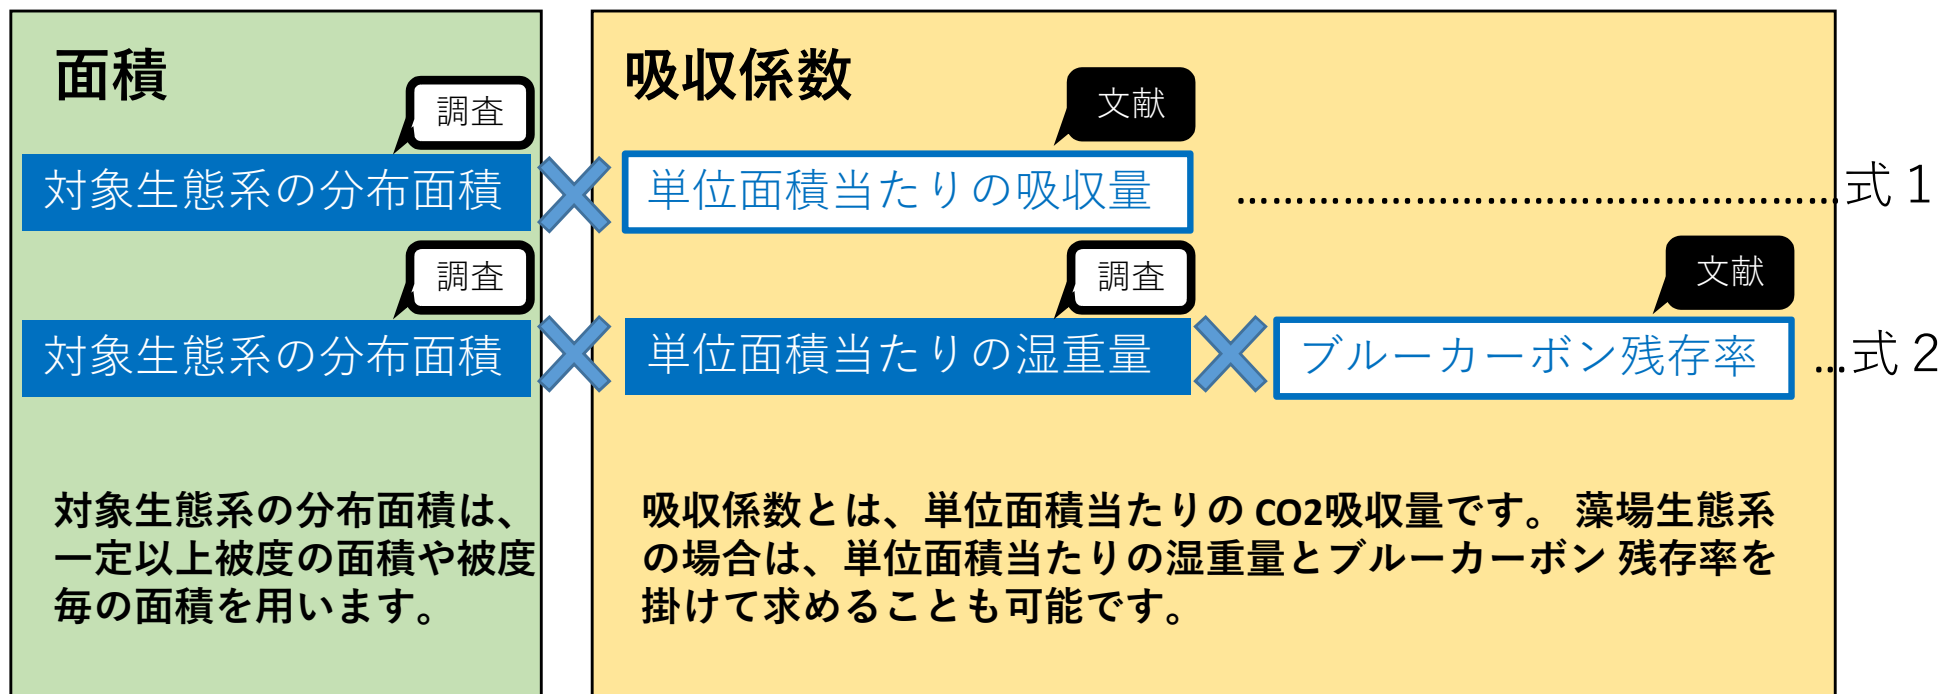 面積
調査
対象生態系の分布面積
調査
対象生態系の分布面積
対象生態系の分布面積は、
一定以上被度の面積や被度
毎の面積を用います。
吸収係数
文献
単位面積当たりの吸収量
………………………………………………式１
調査
文献
単位面積当たりの湿重量
ブルーカーボン残存率
…式２
吸収係数とは、単位面積当たりの CO2吸収量です。 藻場生態系
の場合は、単位面積当たりの湿重量とブルーカーボン 残存率を
掛けて求めることも可能です。